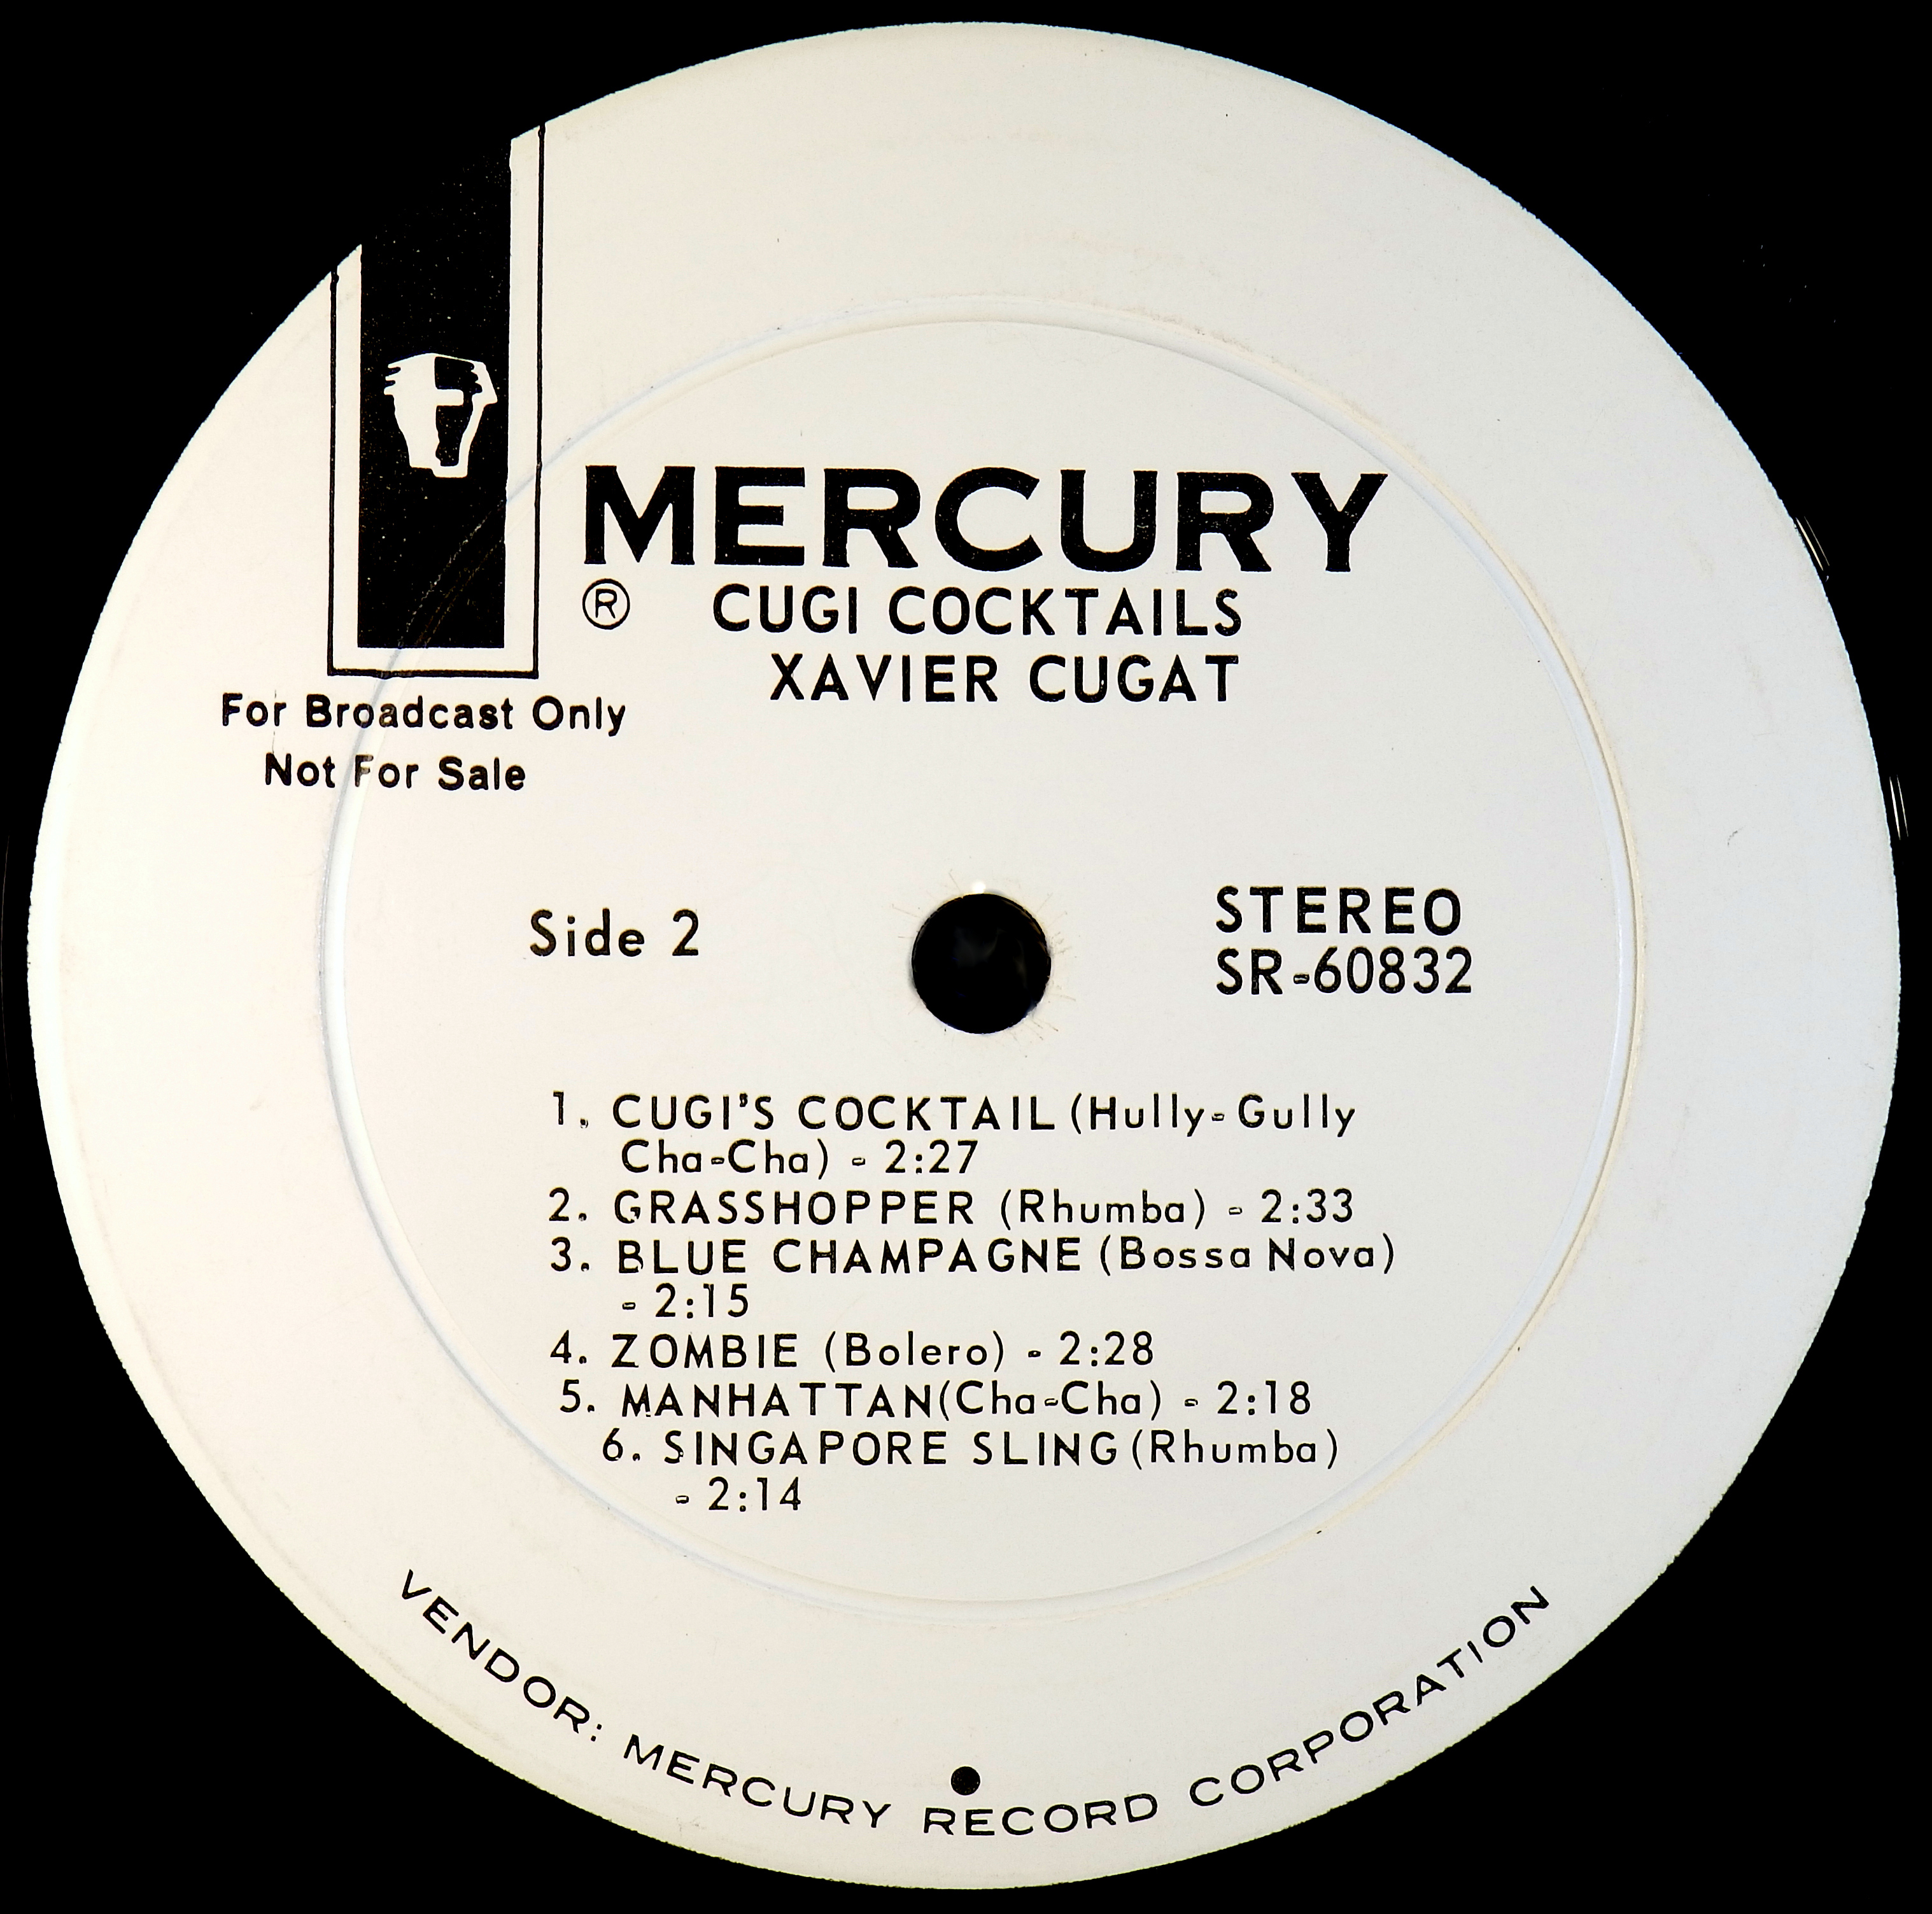 MERCURY
® CUGI COCKTAILS
XAVIER CUGAT
For Broadcast Only
Not For Sale
Side 2
STEREO
SR-60832
1. CUGI'S COCKTAIL (Hully-Gully
Cha-Cha) - 2:27
2. GRASSHOPPER (Rhumba) - 2:33
3. BLUE CHAMPAGNE (Bossa Nova)
- 2:15
4. ZOMBIE (Bolero) - 2:28
5. MANHATTAN(Cha-Cha) - 2:18
6. SINGAPORE SLING (Rhumba)
- 2:14
VENDOR: MERCURY RECORD CORPORATION